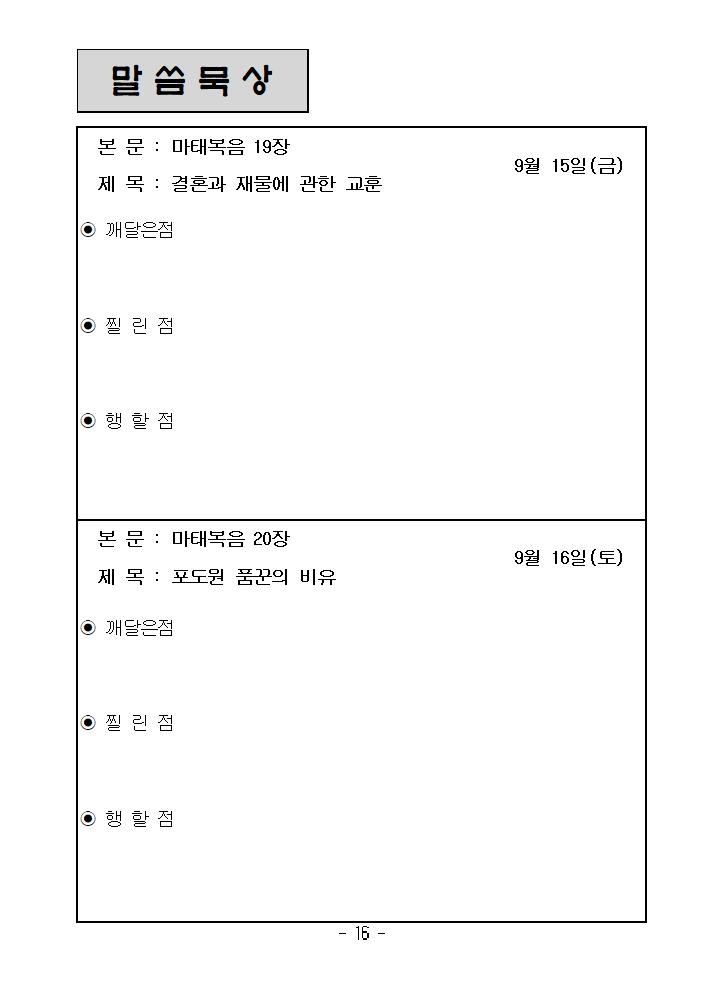 말 씀 묵 상
본 문 : 마태복음 19장
9월 15일(금)
제 목 : 결혼과 재물에 관한 교훈
◉ 깨달은점
◉ 찔 린 점
◉ 행 할 점
본 문 : 마태복음 20장
9월 16일(토)
제 목 : 포도원 품꾼의 비유
◉ 깨달은점
◉ 찔 린 점
◉ 행 할 점
- 16 -